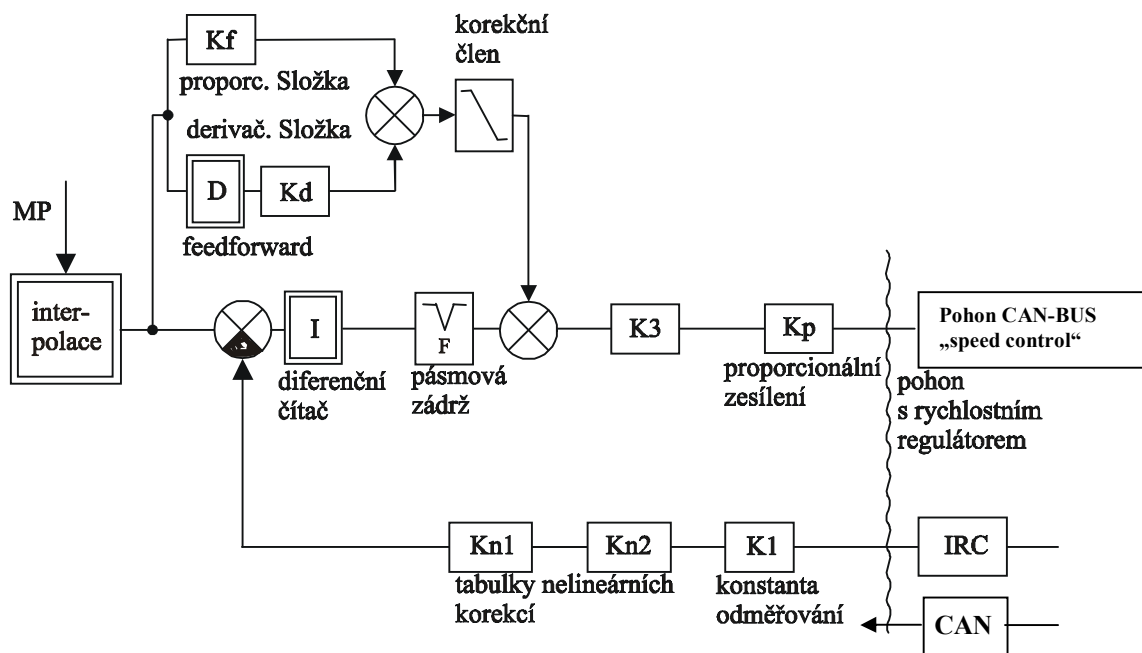 korekční
člen
Kf
proporc. Složka
derivač. Složka
D
Kd
feedforward
MP
inter-
polace
I
diferenční
čítač
F
pásmová
zádrž
K3
Kp
proporcionální
zesílení
Pohon CAN-BUS
„speed control“
pohon
s rychlostním
regulátorem
Kn1
Kn2
tabulky nelineárních
korekcí
K1
konstanta
odměřování
IRC
CAN